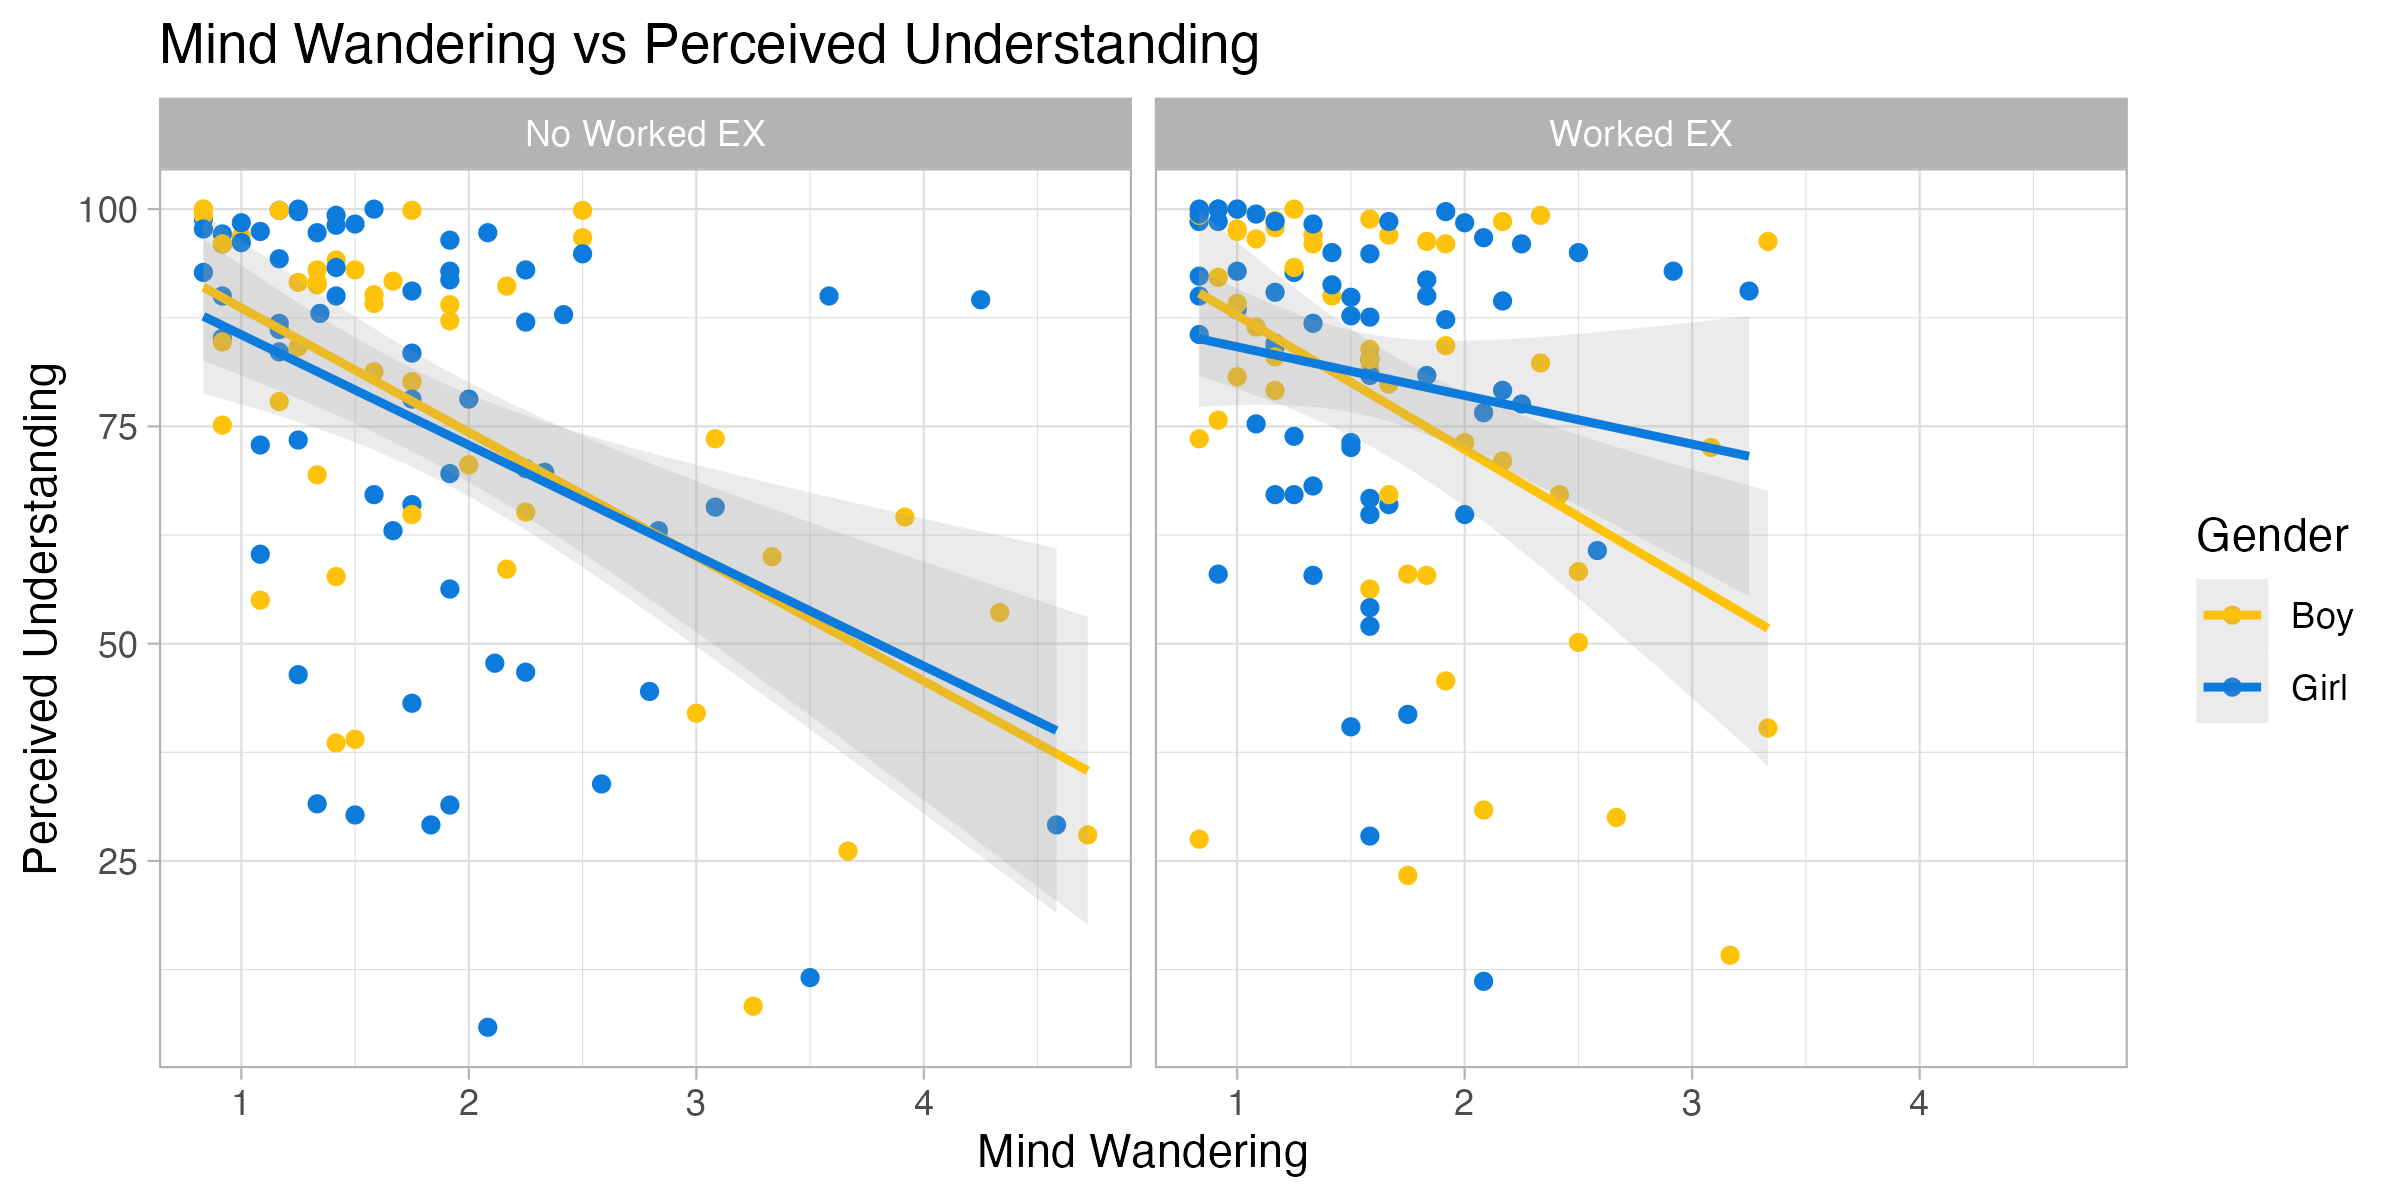 Mind Wandering vs Perceived Understanding
No Worked EX
Worked EX
100
75
50
25
Perceived Understanding
1 2 3 4
1 2 3 4
Mind Wandering
Gender
Boy
Girl